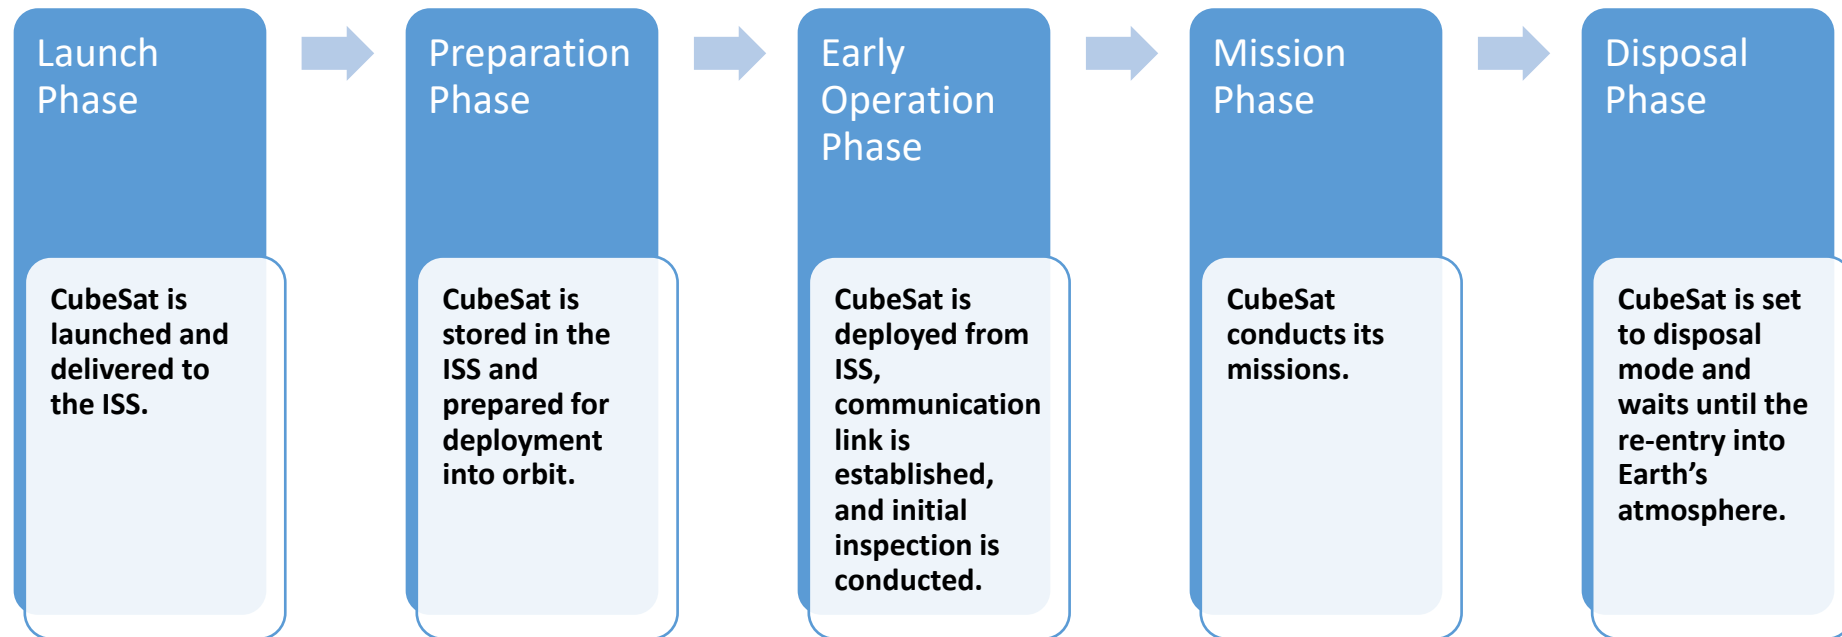 Launch
Phase
CubeSat is
launched and
delivered to
the ISS.
Preparation
Phase
CubeSat is
stored in the
ISS and
prepared for
deployment
into orbit.
Early
Operation
Phase
CubeSat is
deployed from
ISS,
communication
link is
established,
and initial
inspection is
conducted.
Mission
Phase
CubeSat
conducts its
missions.
Disposal
Phase
CubeSat is set
to disposal
mode and
waits until the
re-entry into
Earth’s
atmosphere.